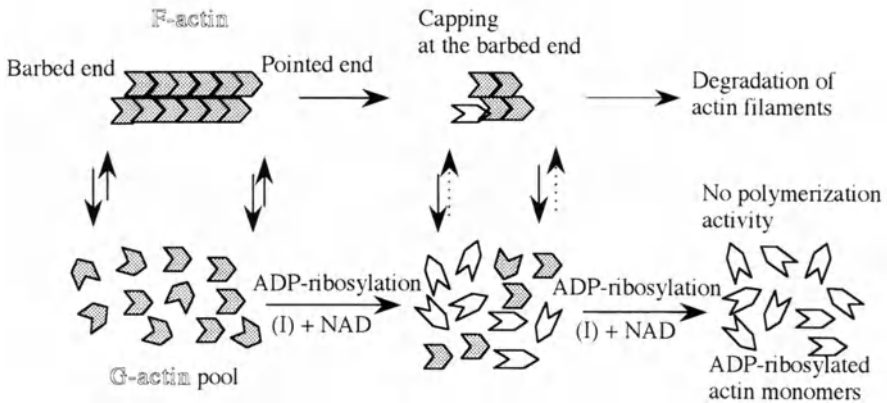 F-actin
Capping
at the barbed end
Barbed end
Pointed end
Degradation of
actin filaments
No polymerization
activity
ADP-ribosylation
(I) + NAD
ADP-ribosylation
(I) + NAD
G-actin pool
ADP-ribosylated
actin monomers